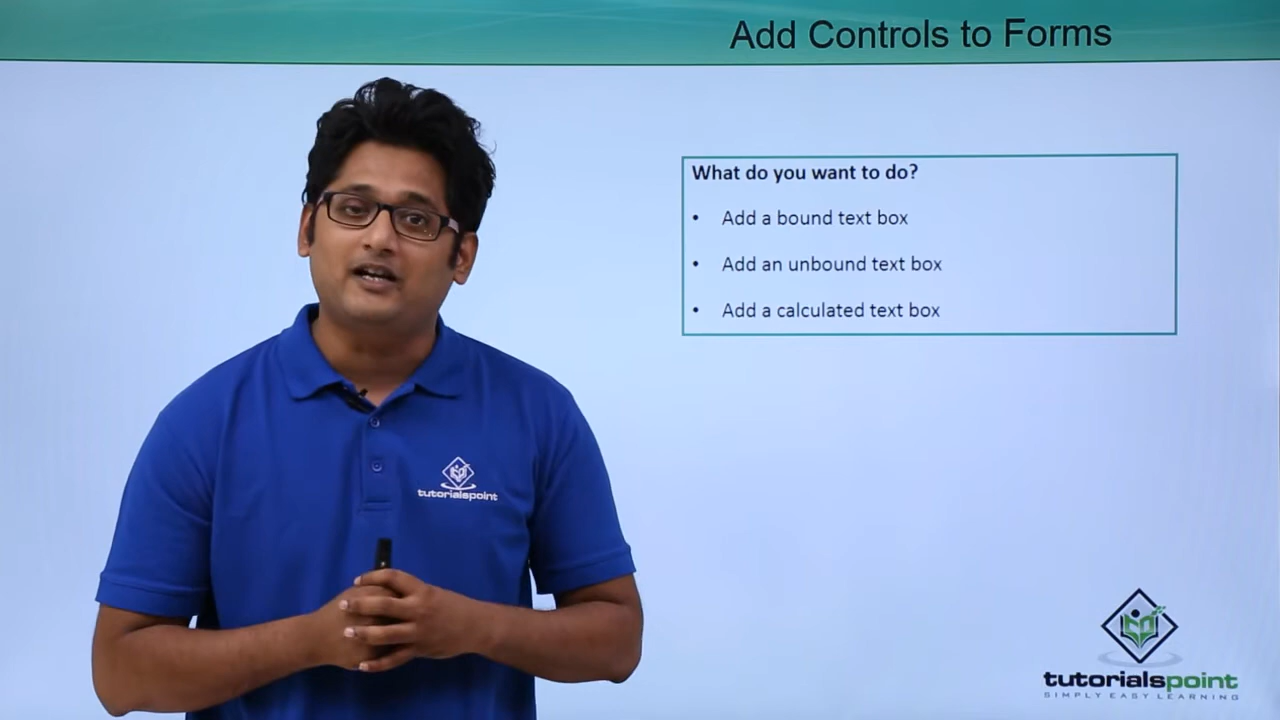 Add Controls to Forms
What do you want to do?
• Add a bound text box
• Add an unbound text box
• Add a calculated text box
tutorialspoint
tutorialspoint
SIMPLY EASY LEARNING